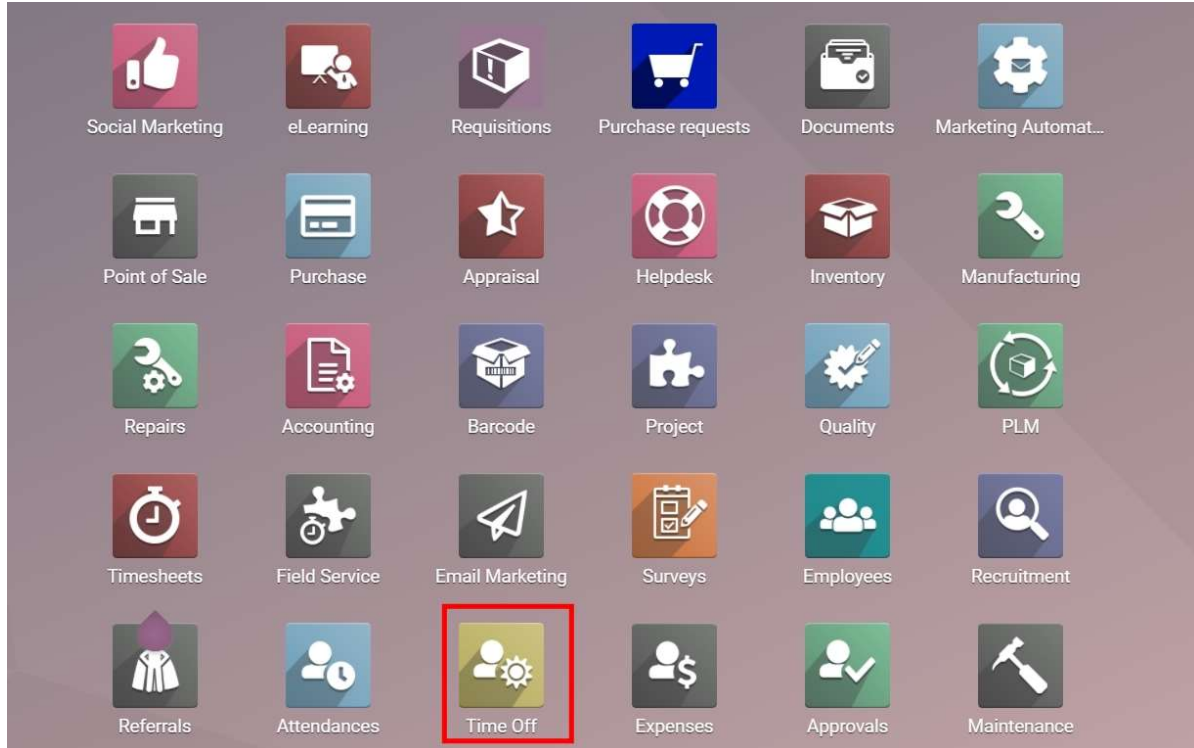 Social Marketing
eLearning
Requisitions
Purchase requests
Documents
Marketing Automat...
Point of Sale
Purchase
Appraisal
Helpdesk
Inventory
Manufacturing
Repairs
Accounting
Barcode
Project
Quality
PLM
Timesheets
Field Service
Email Marketing
Surveys
Employees
Recruitment
Referrals
Attendances
Time Off
Expenses
Approvals
Maintenance